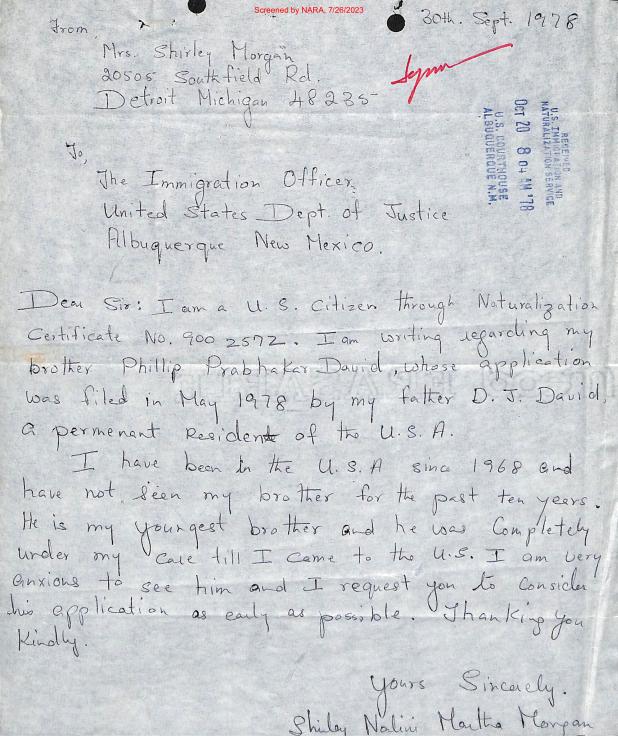 Screened by NARA, 7/26/2023
30th. Sept. 1978
From,
Mrs. Shirley Morgan
20505 Southfield Rd.
Detroit Michigan 48235
RECEIVED
U.S. IMMIGRATION AND
NATURALIZATION SERVICE
OCT 20 8 04 AM '78
U.S. COURTHOUSE
ALBUQUERQUE N.M.
To,
The Immigration Officer,
United States Dept. of Justice
Albuquerque New Mexico.
Dear Sir: I am a U.S. Citizen through Naturalization
Certificate No. 900 2572. I am writing regarding my
brother Phillip Prabhakar David, whose application
was filed in May 1978 by my father D. J. David,
a permenant Resident of the U.S.A.
I have been in the U.S.A since 1968 and
have not seen my brother for the past ten years.
He is my youngest brother and he was Completely
under my care till I came to the U.S. I am very
anxious to see him and I request you to consider
his application as early as possible. Thanking you
Kindly.
Yours Sincerely.
Shirley Nalini Martha Morgan